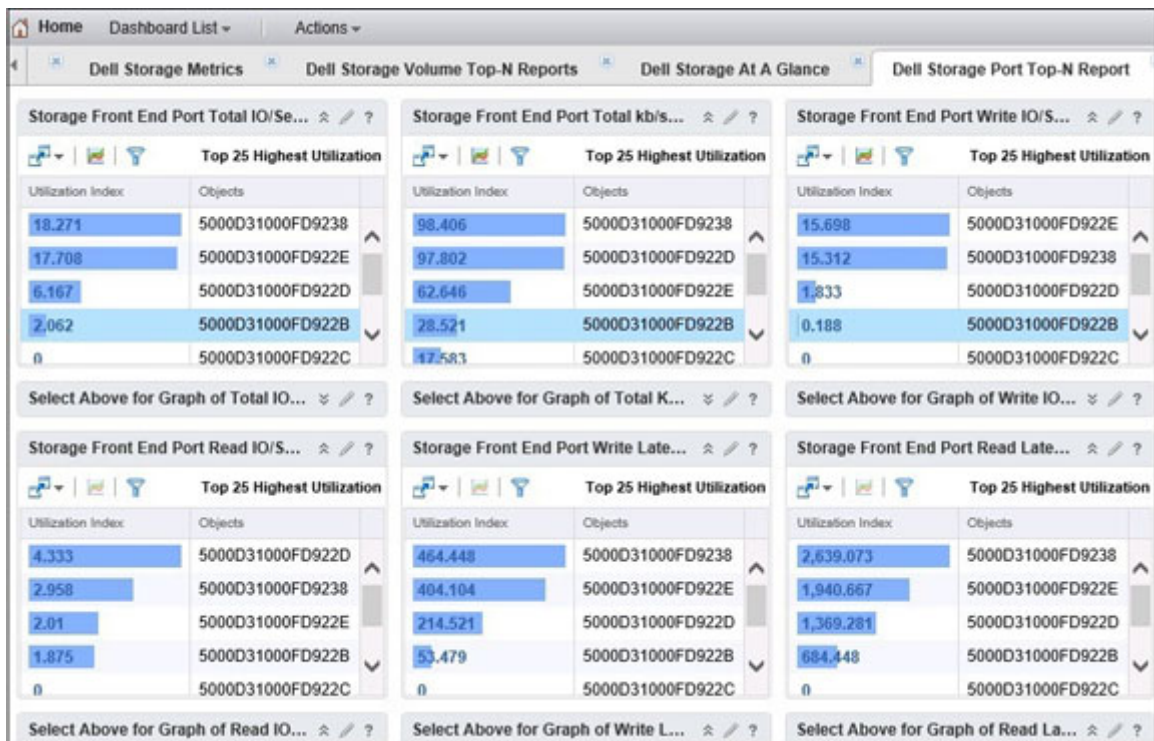 Home Dashboard List Actions
Dell Storage Metrics Dell Storage Volume Top-N Reports Dell Storage At A Glance Dell Storage Port Top-N Report
Storage Front End Port Total IO/Se... ?
Top 25 Highest Utilization
Utilization Index Objects
18.271 5000D31000FD9238
17.708 5000D31000FD922E
6.167 5000D31000FD922D
2.062 5000D31000FD922B
0 5000D31000FD922C
Select Above for Graph of Total IO... ?
Storage Front End Port Total kb/s... ?
Top 25 Highest Utilization
Utilization Index Objects
98.406 5000D31000FD9238
97.802 5000D31000FD922D
62.646 5000D31000FD922E
28.521 5000D31000FD922B
17.583 5000D31000FD922C
Select Above for Graph of Total K... ?
Storage Front End Port Write IO/S... ?
Top 25 Highest Utilization
Utilization Index Objects
15.698 5000D31000FD922E
15.312 5000D31000FD9238
1.833 5000D31000FD922D
0.188 5000D31000FD922B
0 5000D31000FD922C
Select Above for Graph of Write IO... ?
Storage Front End Port Read IO/S... ?
Top 25 Highest Utilization
Utilization Index Objects
4.333 5000D31000FD922D
2.958 5000D31000FD9238
2.01 5000D31000FD922E
1.875 5000D31000FD922B
0 5000D31000FD922C
Select Above for Graph of Read IO... ?
Storage Front End Port Write Late... ?
Top 25 Highest Utilization
Utilization Index Objects
464.448 5000D31000FD9238
404.104 5000D31000FD922E
214.521 5000D31000FD922D
53.479 5000D31000FD922B
0 5000D31000FD922C
Select Above for Graph of Write L... ?
Storage Front End Port Read Late... ?
Top 25 Highest Utilization
Utilization Index Objects
2,639.073 5000D31000FD9238
1,940.667 5000D31000FD922E
1,369.281 5000D31000FD922D
684.448 5000D31000FD922B
0 5000D31000FD922C
Select Above for Graph of Read La... ?